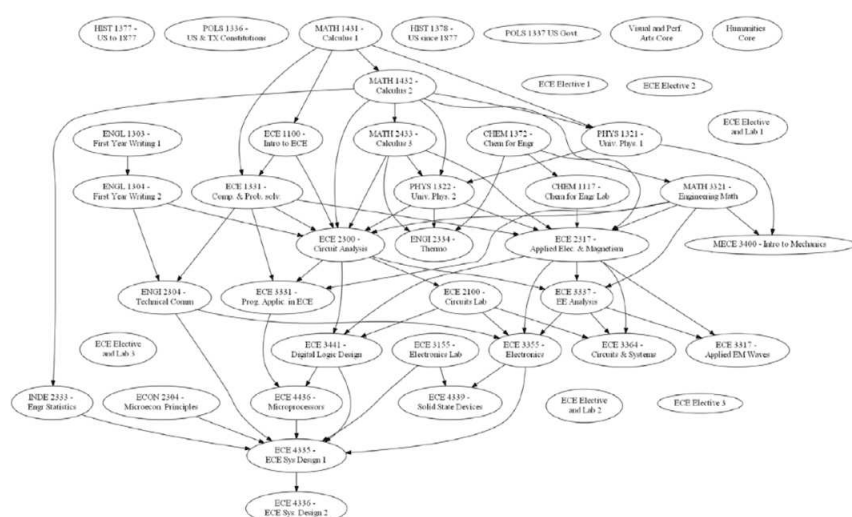 HIST 1377 -
US to 1877
POLS 1336 -
US & TX Constitutions
MATH 1431 -
Calculus 1
HIST 1378 -
US since 1877
POLS 1337 US Govt.
Visual and Perf.
Arts Core
Humanities
Core
MATH 1432 -
Calculus 2
ECE Elective 1
ECE Elective 2
ENGL 1303 -
First Year Writing 1
ECE 1100 -
Intro to ECE
MATH 2433 -
Calculus 3
CHEM 1372 -
Chem for Engr
PHYS 1321 -
Univ. Phys. 1
ECE Elective
and Lab 1
ENGL 1304 -
First Year Writing 2
ECE 1331 -
Comp. & Prob. solv.
PHYS 1322 -
Univ. Phys. 2
CHEM 1117 -
Chem for Engr Lab
MATH 3321 -
Engineering Math
ECE 2300 -
Circuit Analysis
ENGI 2334 -
Thermo
ECE 2317 -
Applied Elec. & Magnetism
MECE 3400 - Intro to Mechanics
ENGI 2304 -
Technical Comm
ECE 3331 -
Prog. Applic. in ECE
ECE 2100 -
Circuits Lab
ECE 3337 -
EE Analysis
ECE Elective
and Lab 3
ECE 3441 -
Digital Logic Design
ECE 3155 -
Electronics Lab
ECE 3355 -
Electronics
ECE 3364 -
Circuits & Systems
ECE 3317 -
Applied EM Waves
INDE 2333 -
Engr Statistics
ECON 2304 -
Microecon. Principles
ECE 4436 -
Microprocessors
ECE 4339 -
Solid State Devices
ECE Elective
and Lab 2
ECE Elective 3
ECE 4335 -
ECE Sys Design 1
ECE 4336 -
ECE Sys. Design 2